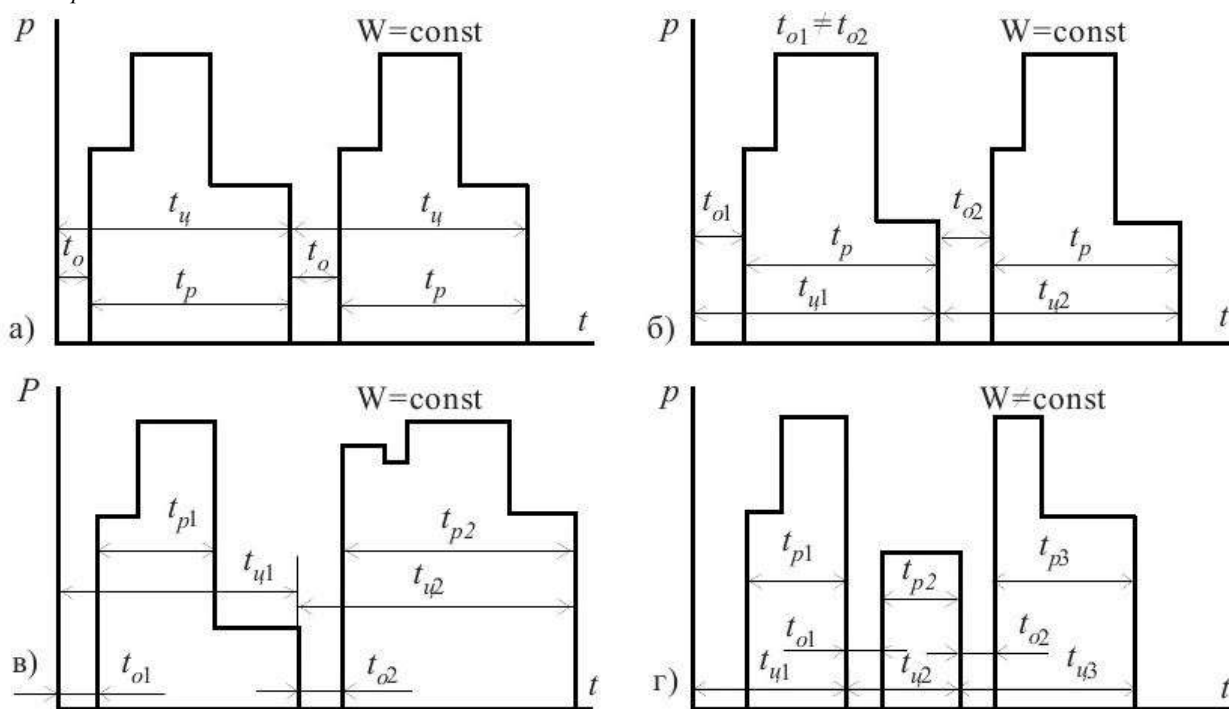 p
p W=const
t_ц t_ц
t_о t_о
t_р t_р
а) t
p t_о1≠t_о2 W=const
t_о1 t_о2
t_р t_р
t_ц1 t_ц2
б) t
P W=const
t_р1 t_р2
t_ц1 t_ц2
в) t_о1 t_о2 t
p W≠const
t_р1 t_р2 t_р3
t_о1 t_о2
г) t_ц1 t_ц2 t_ц3 t